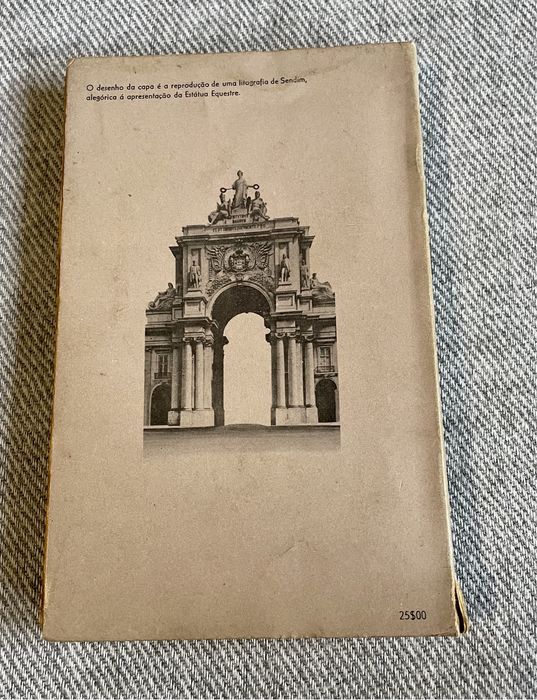 O desenho da capa é a reprodução de uma litografia de Sendim,
alegórica á apresentação da Estátua Equestre.
25$00